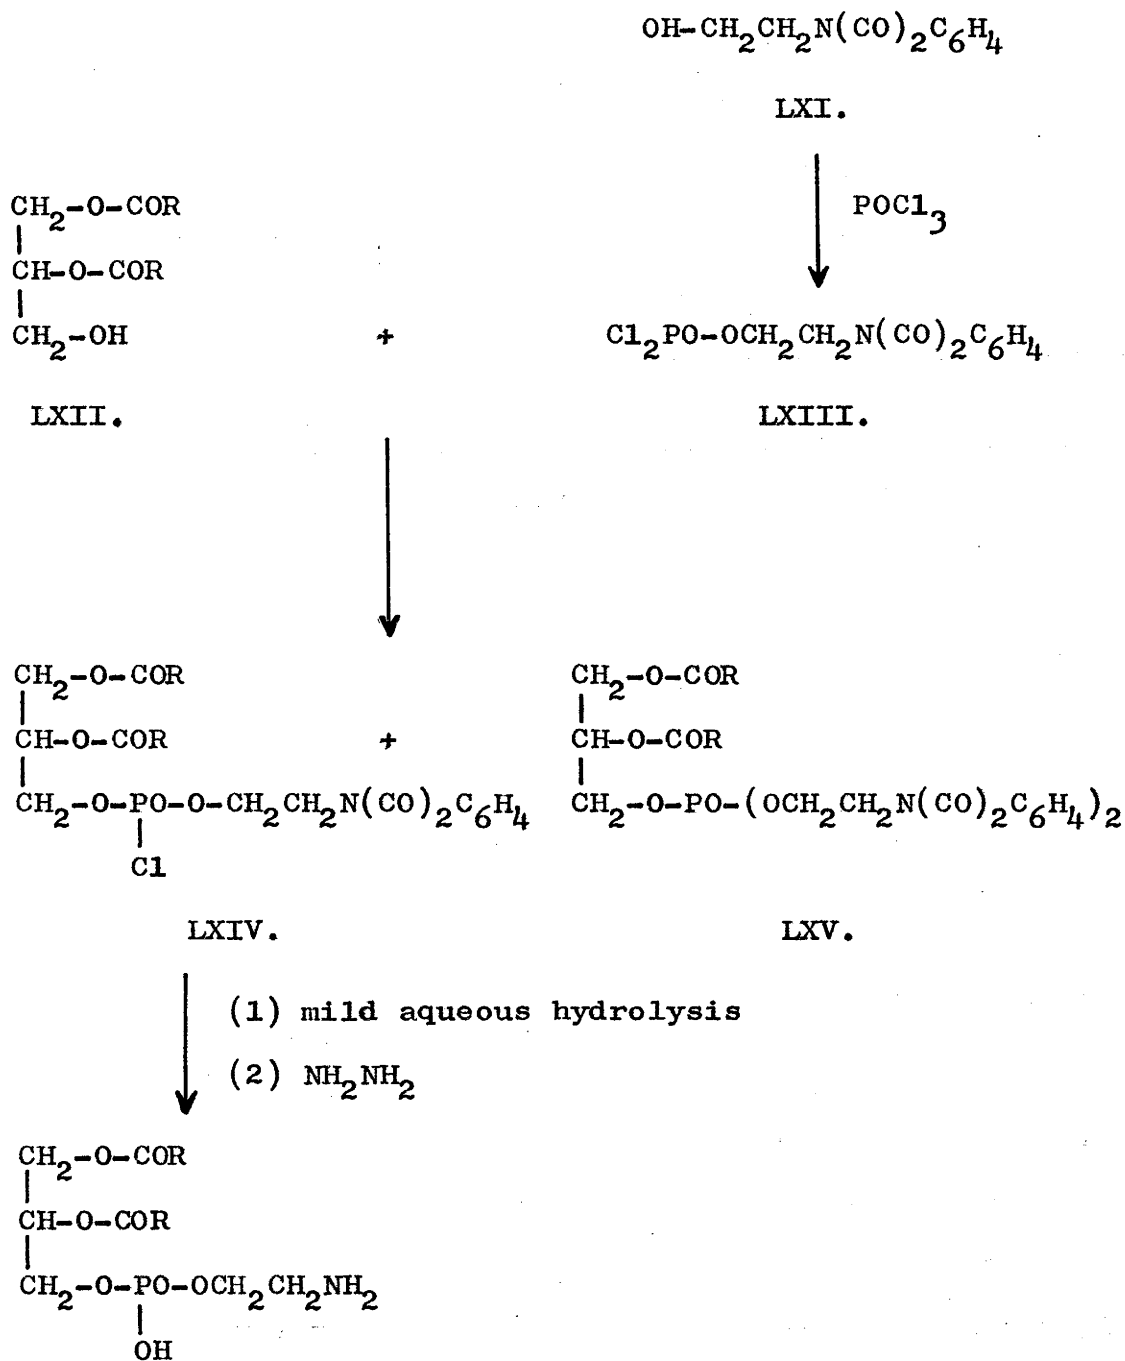 OH-CH2CH2N(CO)2C6H4
LXI.
POCl3
CH2-O-COR
CH-O-COR
CH2-OH
+
Cl2PO-OCH2CH2N(CO)2C6H4
LXII.
LXIII.
CH2-O-COR
CH-O-COR
CH2-O-PO-O-CH2CH2N(CO)2C6H4
Cl
+
CH2-O-COR
CH-O-COR
CH2-O-PO-(OCH2CH2N(CO)2C6H4)2
LXIV.
LXV.
(1) mild aqueous hydrolysis
(2) NH2NH2
CH2-O-COR
CH-O-COR
CH2-O-PO-OCH2CH2NH2
OH